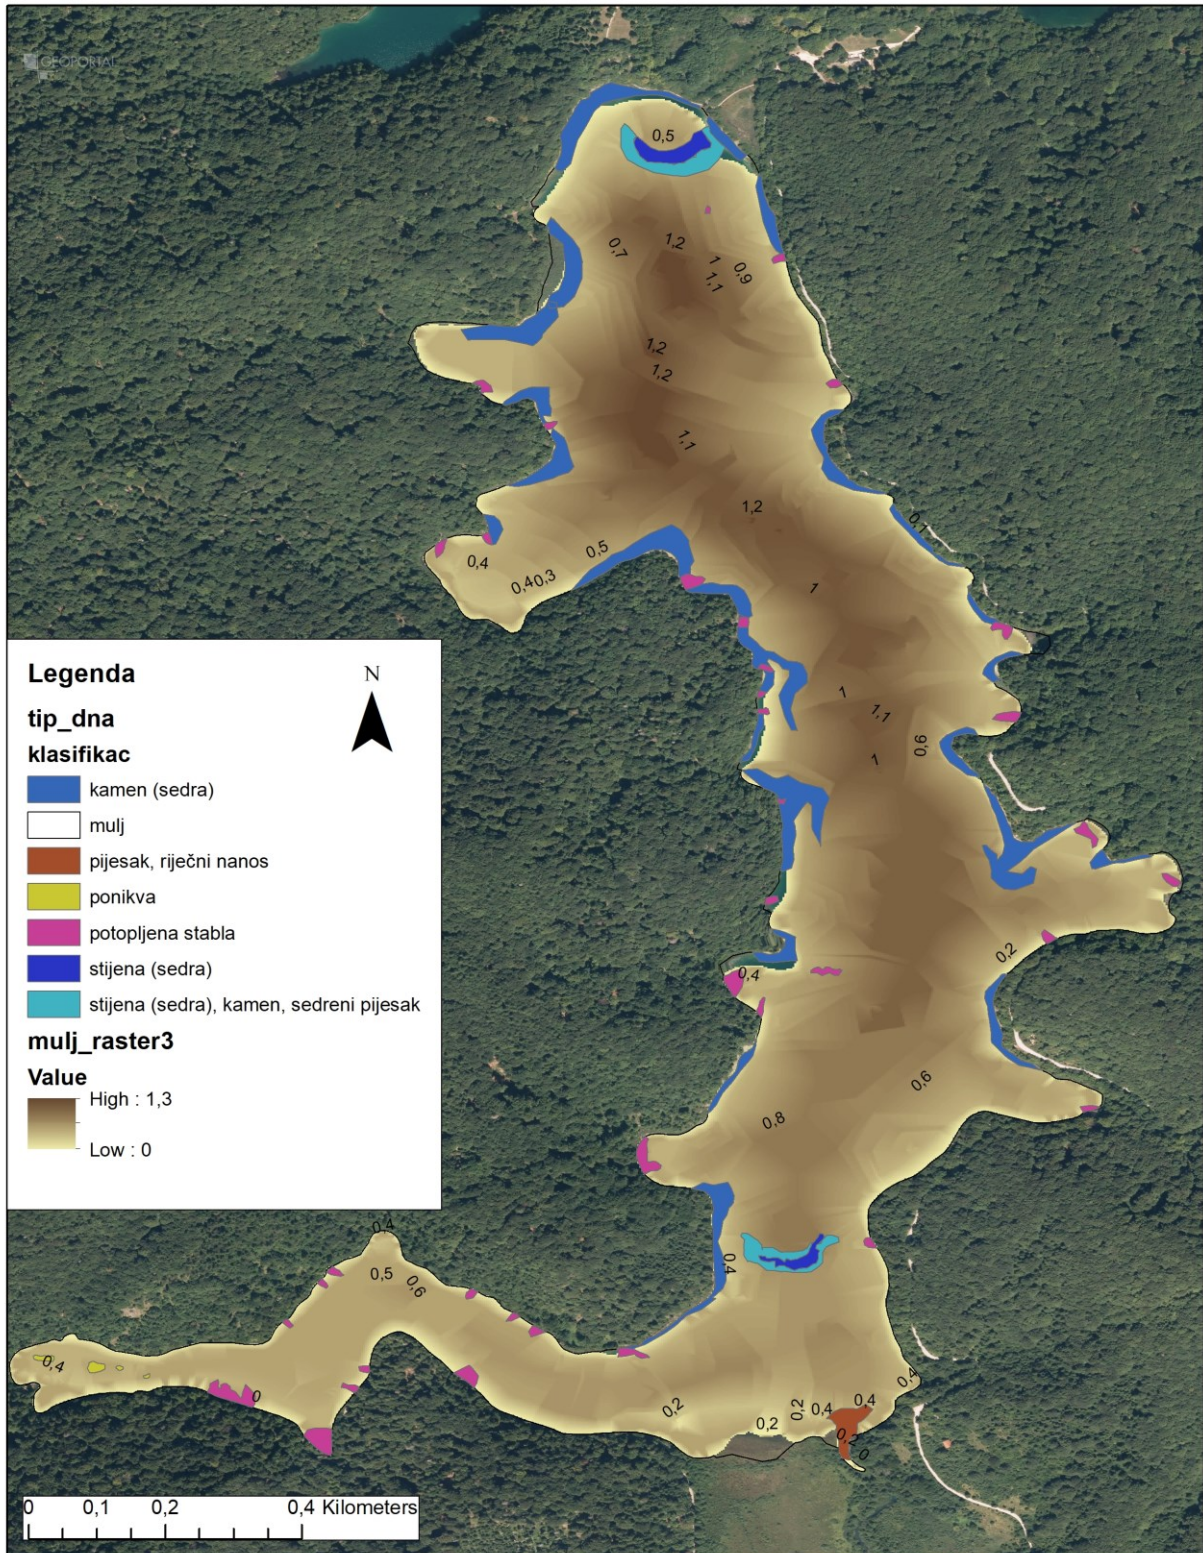 GEOPORTAL
0,5
1,2
0,7
1
0,9
1,1
1,2
1,2
1,1
1,2
0,1
0,5
0,4
0,4
0,3
1
1
1,1
0,6
1
0,2
0,4
0,6
0,8
0,4
0,4
0,5
0,6
0,4
0
0,4
0,2
0,2
0,4
0,4
0,2
0,2
0
Legenda
N
tip_dna
klasifikac
kamen (sedra)
mulj
pijesak, riječni nanos
ponikva
potopljena stabla
stijena (sedra)
stijena (sedra), kamen, sedreni pijesak
mulj_raster3
Value
High : 1,3
Low : 0
0 0,1 0,2 0,4 Kilometers